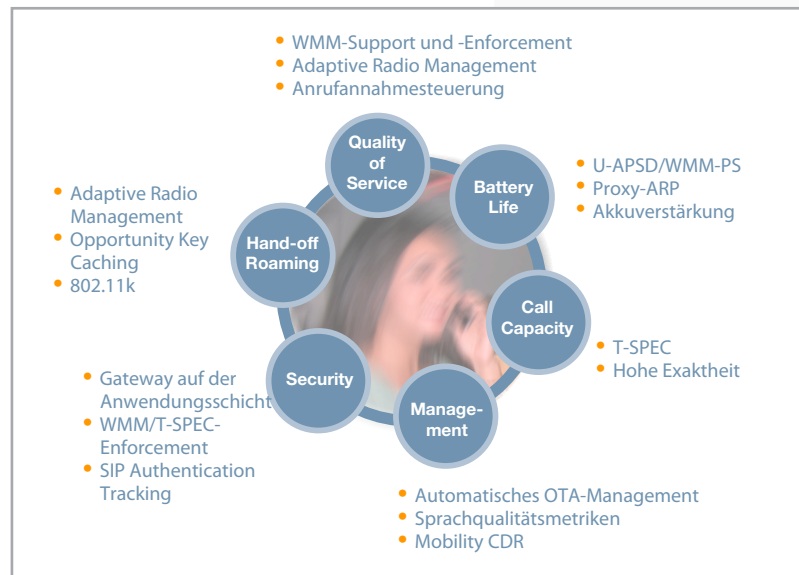 WMM-Support und -Enforcement
Adaptive Radio Management
Anrufannahmesteuerung
Quality
of
Service
Battery
Life
U-APSD/WMM-PS
Proxy-ARP
Akkuverstärkung
Adaptive Radio
Management
Opportunity Key
Caching
802.11k
Hand-off
Roaming
Call
Capacity
T-SPEC
Hohe Exaktheit
Security
Gateway auf der
Anwendungsschicht
WMM/T-SPEC-
Enforcement
SIP Authentication
Tracking
Manage-
ment
Automatisches OTA-Management
Sprachqualitätsmetriken
Mobility CDR